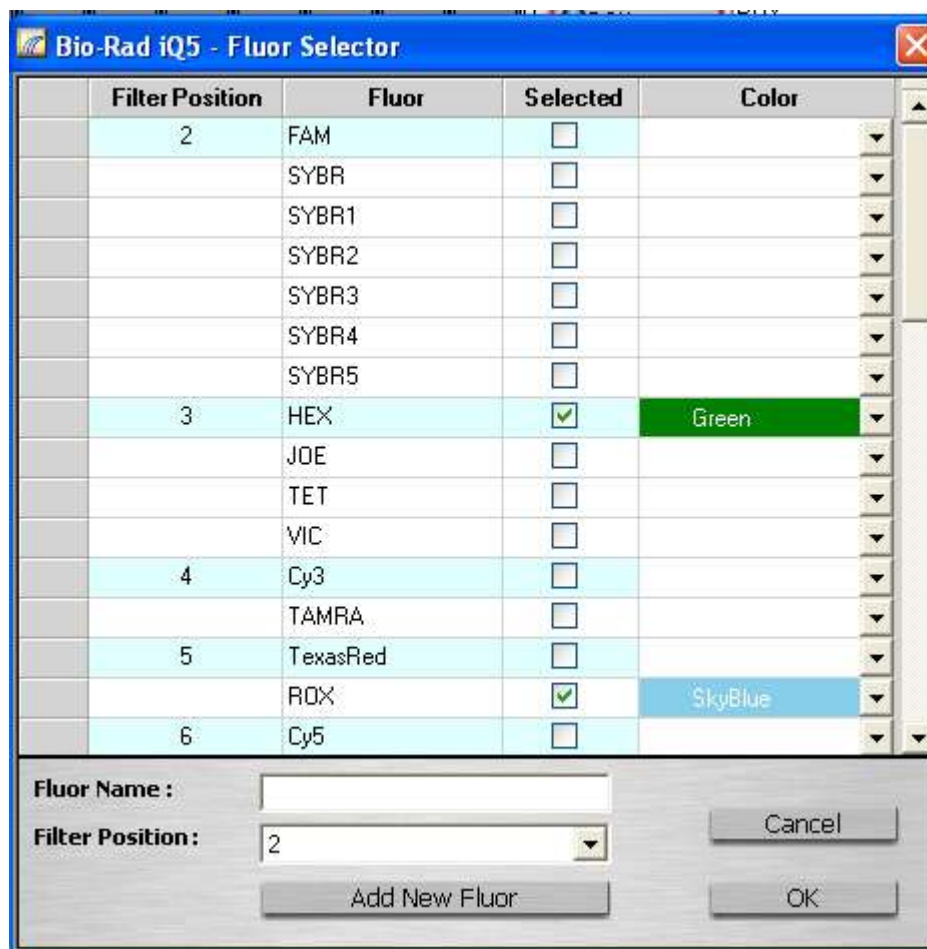 Bio-Rad iQ5 - Fluor Selector
Filter Position Fluor Selected Color
2 FAM
SYBR
SYBR1
SYBR2
SYBR3
SYBR4
SYBR5
3 HEX Green
JOE
TET
VIC
4 Cy3
TAMRA
5 TexasRed
ROX SkyBlue
6 Cy5
Fluor Name :
Cancel
Filter Position : 2
Add New Fluor OK